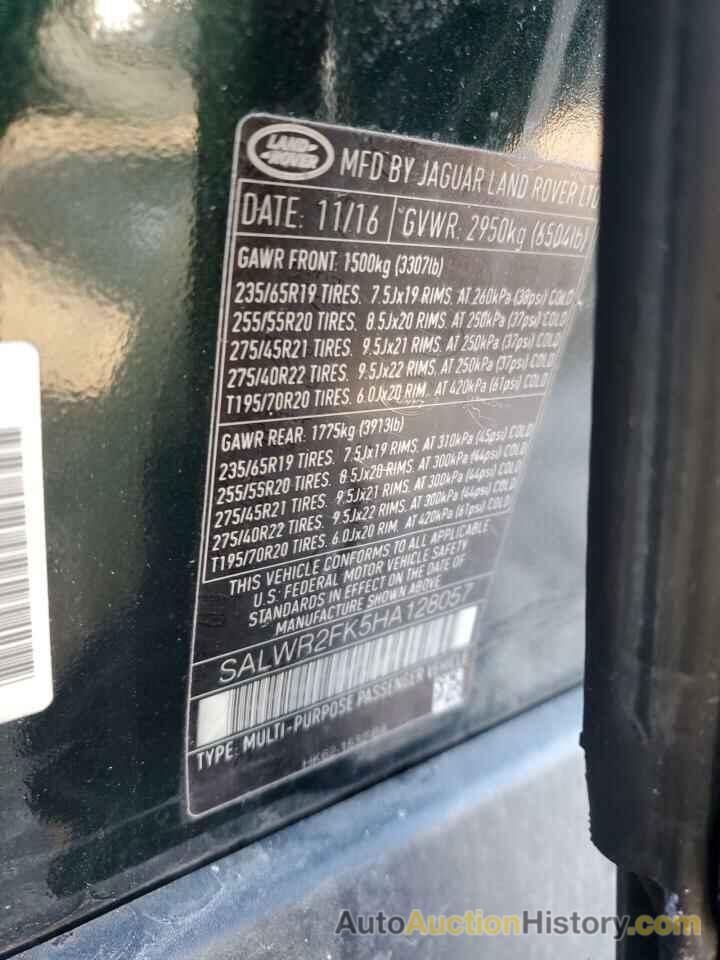 LAND ROVER
MFD BY JAGUAR LAND ROVER LTD
DATE: 11/16 GVWR: 2950kg (6504lb)
GAWR FRONT: 1500kg (3307lb)
235/65R19 TIRES. 7.5Jx19 RIMS. AT 260kPa (38psi) COLD
255/55R20 TIRES. 8.5Jx20 RIMS. AT 250kPa (37psi) COLD
275/45R21 TIRES. 9.5Jx21 RIMS. AT 250kPa (37psi) COLD
275/40R22 TIRES. 9.5Jx22 RIMS. AT 250kPa (37psi) COLD
T195/70R20 TIRES. 6.0Jx20 RIM. AT 420kPa (61psi) COLD
GAWR REAR: 1775kg (3913lb)
235/65R19 TIRES. 7.5Jx19 RIMS. AT 310kPa (45psi) COLD
255/55R20 TIRES. 8.5Jx20 RIMS. AT 300kPa (44psi) COLD
275/45R21 TIRES. 9.5Jx21 RIMS. AT 300kPa (44psi) COLD
275/40R22 TIRES. 9.5Jx22 RIMS. AT 300kPa (44psi) COLD
T195/70R20 TIRES. 6.0Jx20 RIM. AT 420kPa (61psi) COLD
THIS VEHICLE CONFORMS TO ALL APPLICABLE
U.S. FEDERAL MOTOR VEHICLE SAFETY
STANDARDS IN EFFECT ON THE DATE OF
MANUFACTURE SHOWN ABOVE.
SALWR2FK5HA128057
TYPE: MULTI-PURPOSE PASSENGER VEHICLE
AutoAuctionHistory.com